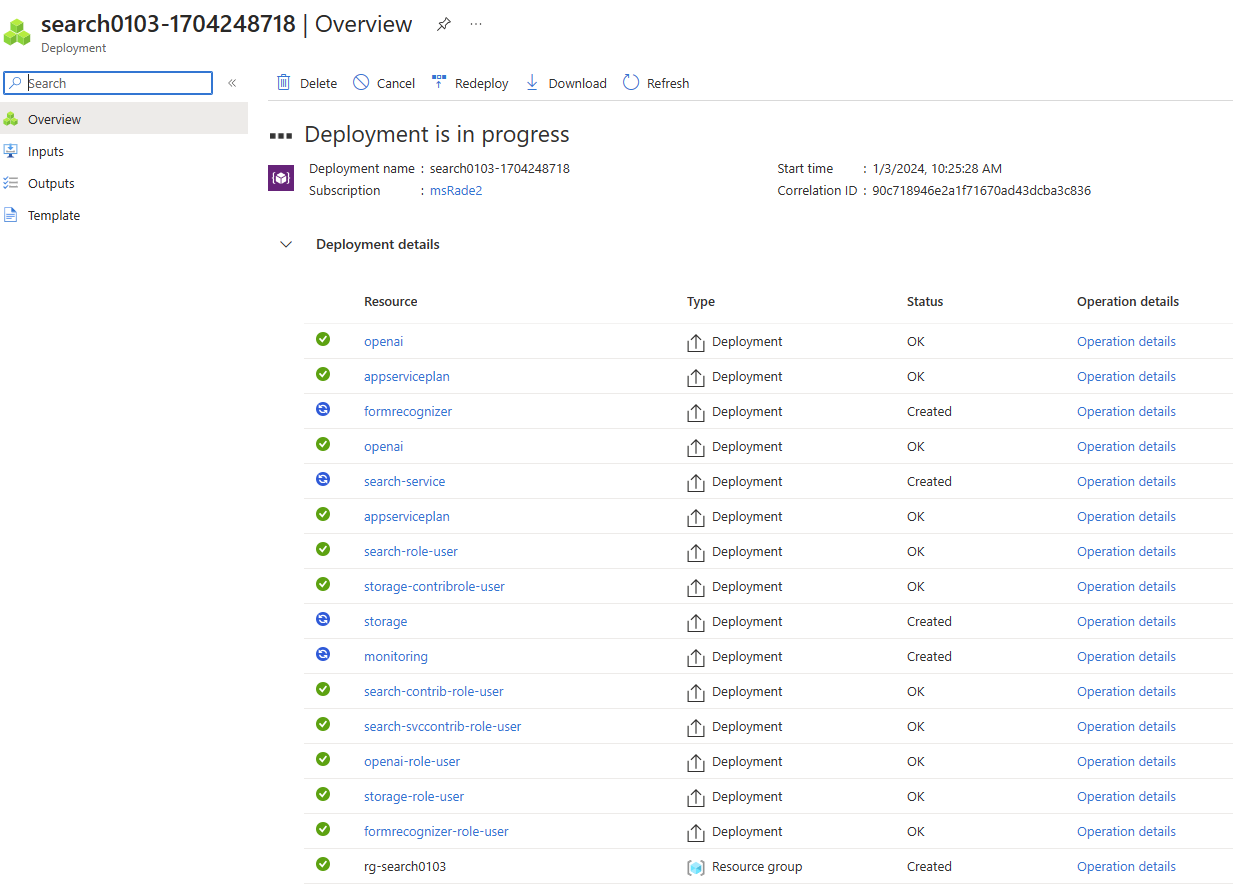 search0103-1704248718 | Overview
Deployment
Search
«
Delete Cancel Redeploy Download Refresh
Overview
Inputs
Outputs
Template
Deployment is in progress
Deployment name : search0103-1704248718 Start time : 1/3/2024, 10:25:28 AM
Subscription : msRade2 Correlation ID : 90c718946e2a1f71670ad43dcba3c836
Deployment details
Resource Type Status Operation details
openai Deployment OK Operation details
appserviceplan Deployment OK Operation details
formrecognizer Deployment Created Operation details
openai Deployment OK Operation details
search-service Deployment Created Operation details
appserviceplan Deployment OK Operation details
search-role-user Deployment OK Operation details
storage-contribrole-user Deployment OK Operation details
storage Deployment Created Operation details
monitoring Deployment Created Operation details
search-contrib-role-user Deployment OK Operation details
search-svccontrib-role-user Deployment OK Operation details
openai-role-user Deployment OK Operation details
storage-role-user Deployment OK Operation details
formrecognizer-role-user Deployment OK Operation details
rg-search0103 Resource group Created Operation details